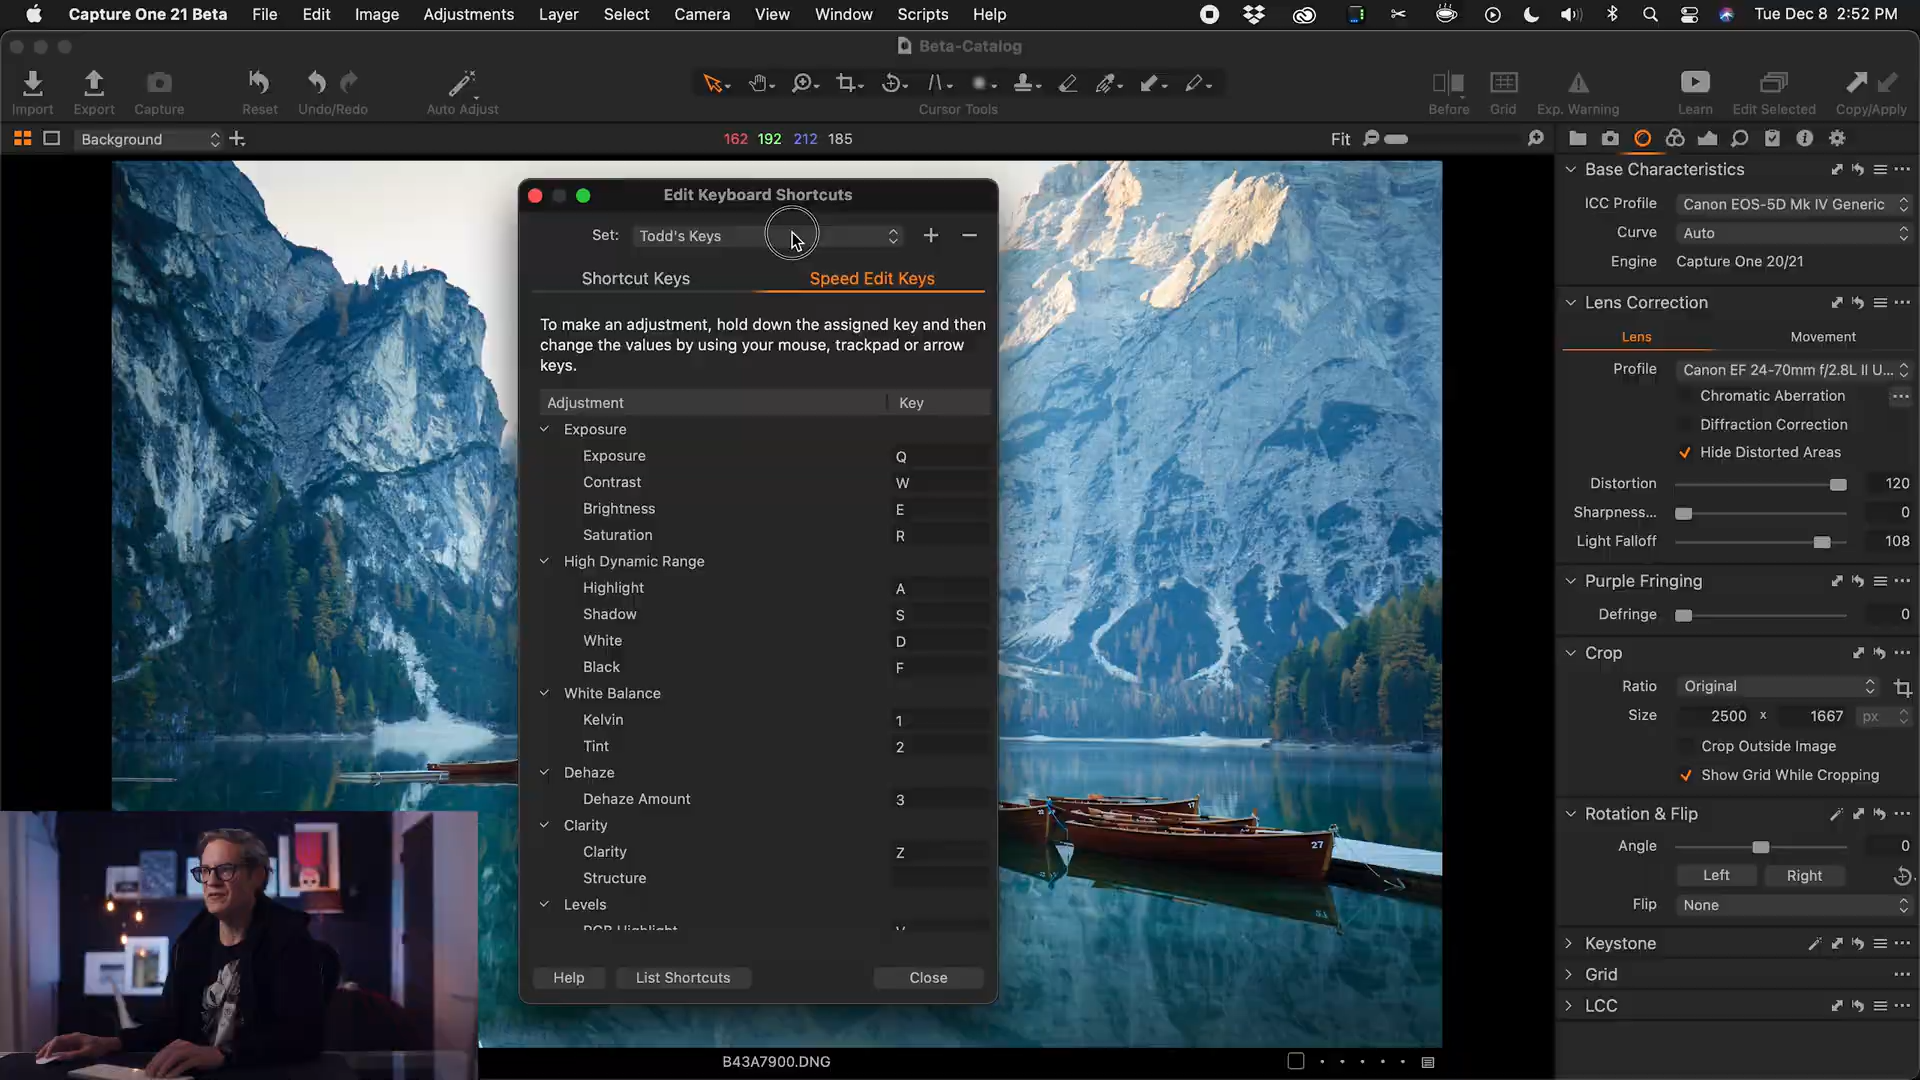 Capture One 21 Beta File Edit Image Adjustments Layer Select Camera View Window Scripts Help Tue Dec 8 2:52 PM
Beta-Catalog
Import Export Capture Reset Undo/Redo Auto Adjust Cursor Tools Before Grid Exp. Warning Learn Edit Selected Copy/Apply
Background 162 192 212 185 Fit
Edit Keyboard Shortcuts
Set: Todd's Keys
Shortcut Keys Speed Edit Keys
To make an adjustment, hold down the assigned key and then
change the values by using your mouse, trackpad or arrow
keys.
Adjustment Key
Exposure
Exposure Q
Contrast W
Brightness E
Saturation R
High Dynamic Range
Highlight A
Shadow S
White D
Black F
White Balance
Kelvin 1
Tint 2
Dehaze
Dehaze Amount 3
Clarity
Clarity Z
Structure
Levels
RGB Highlight
Help List Shortcuts Close
Base Characteristics
ICC Profile Canon EOS-5D Mk IV Generic
Curve Auto
Engine Capture One 20/21
Lens Correction
Lens Movement
Profile Canon EF 24-70mm f/2.8L II U...
Chromatic Aberration
Diffraction Correction
Hide Distorted Areas
Distortion 120
Sharpness... 0
Light Falloff 108
Purple Fringing
Defringe 0
Crop
Ratio Original
Size 2500 x 1667 px
Crop Outside Image
Show Grid While Cropping
Rotation & Flip
Angle 0
Left Right
Flip None
Keystone
Grid
LCC
17
27
B43A7900.DNG